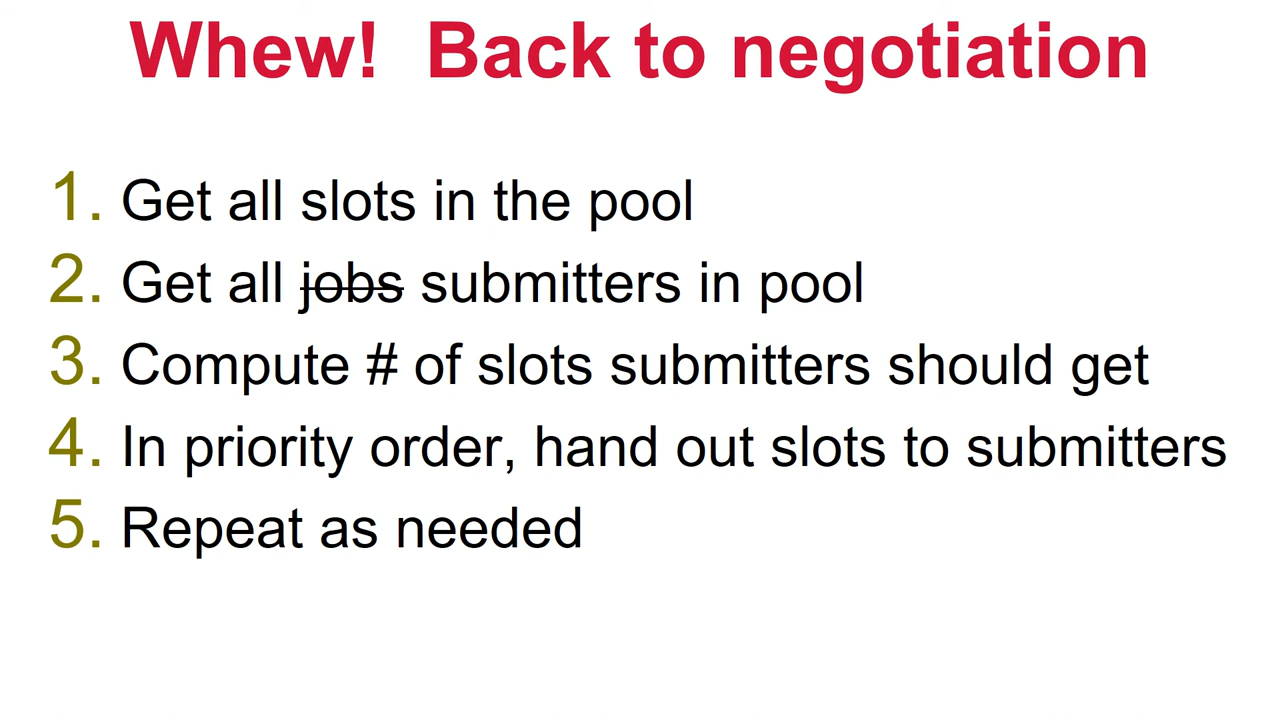 Whew!  Back to negotiation
1. Get all slots in the pool
2. Get all jobs submitters in pool
3. Compute # of slots submitters should get
4. In priority order, hand out slots to submitters
5. Repeat as needed